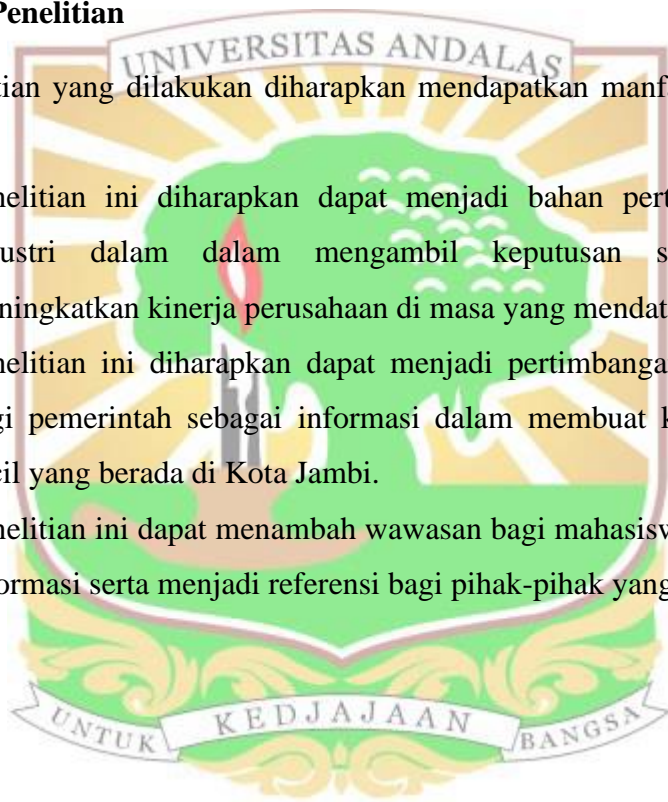 Penelitian
UNIVERSITAS ANDALAS
tian yang dilakukan diharapkan mendapatkan manf
nelitian ini diharapkan dapat menjadi bahan pert
ustri dalam dalam mengambil keputusan s
ningkatkan kinerja perusahaan di masa yang mendat
nelitian ini diharapkan dapat menjadi pertimbanga
gi pemerintah sebagai informasi dalam membuat k
cil yang berada di Kota Jambi.
nelitian ini dapat menambah wawasan bagi mahasisw
ormasi serta menjadi referensi bagi pihak-pihak yang
UNTUK KEDJAJAAN BANGSA